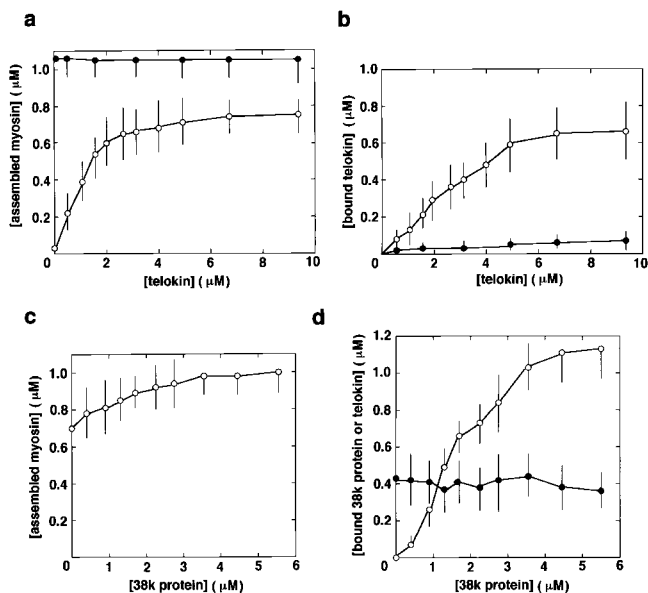 a
[assembled myosin] ( μM)
1.0
0.8
0.6
0.4
0.2
0 2 4 6 8 10
[telokin] ( μM)
b
[bound telokin] ( μM)
1.0
0.8
0.6
0.4
0.2
0 2 4 6 8 10
[telokin] ( μM)
c
[assembled myosin] ( μM)
1.0
0.8
0.6
0.4
0.2
0 1 2 3 4 5 6
[38k protein] ( μM)
d
[bound 38k protein or telokin] ( μM)
1.2
1.0
0.8
0.6
0.4
0.2
0
0 1 2 3 4 5 6
[38k protein] ( μM)